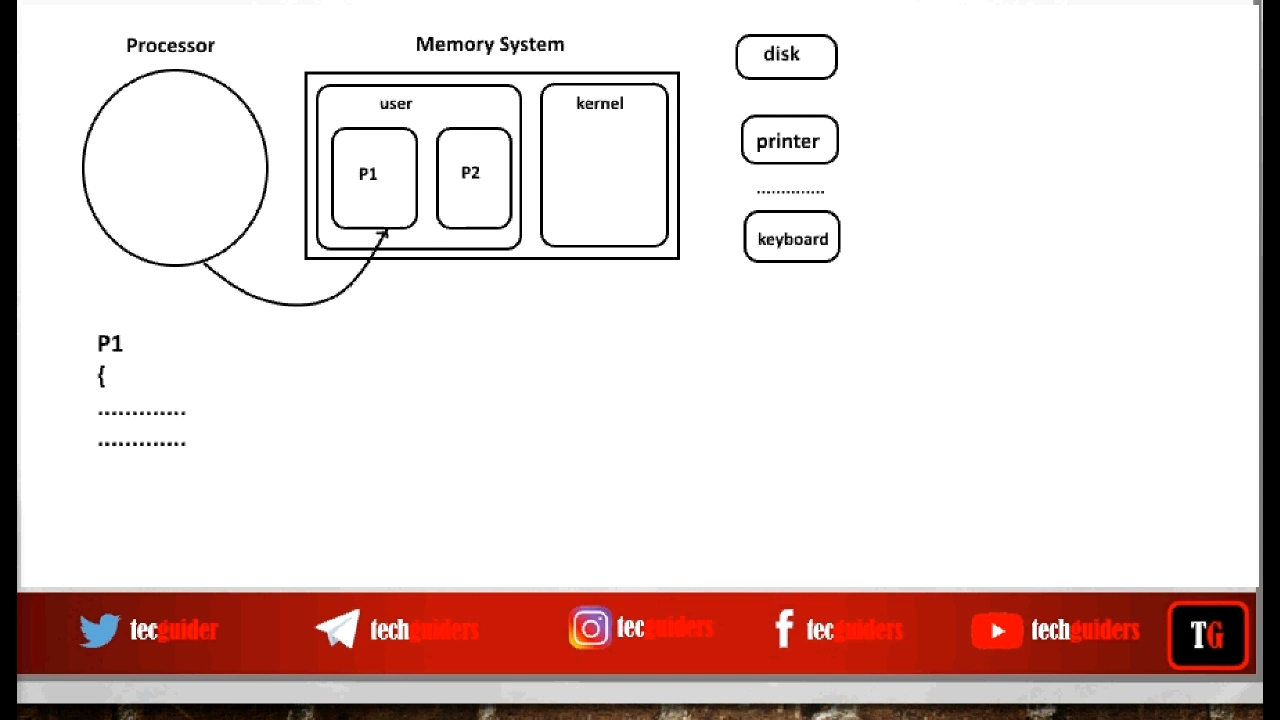 Processor
Memory System
user
P1
P2
kernel
disk
printer
..............
keyboard
P1
{
.............
.............
tecguider
techguiders
tecguiders
tecguiders
techguiders
TG